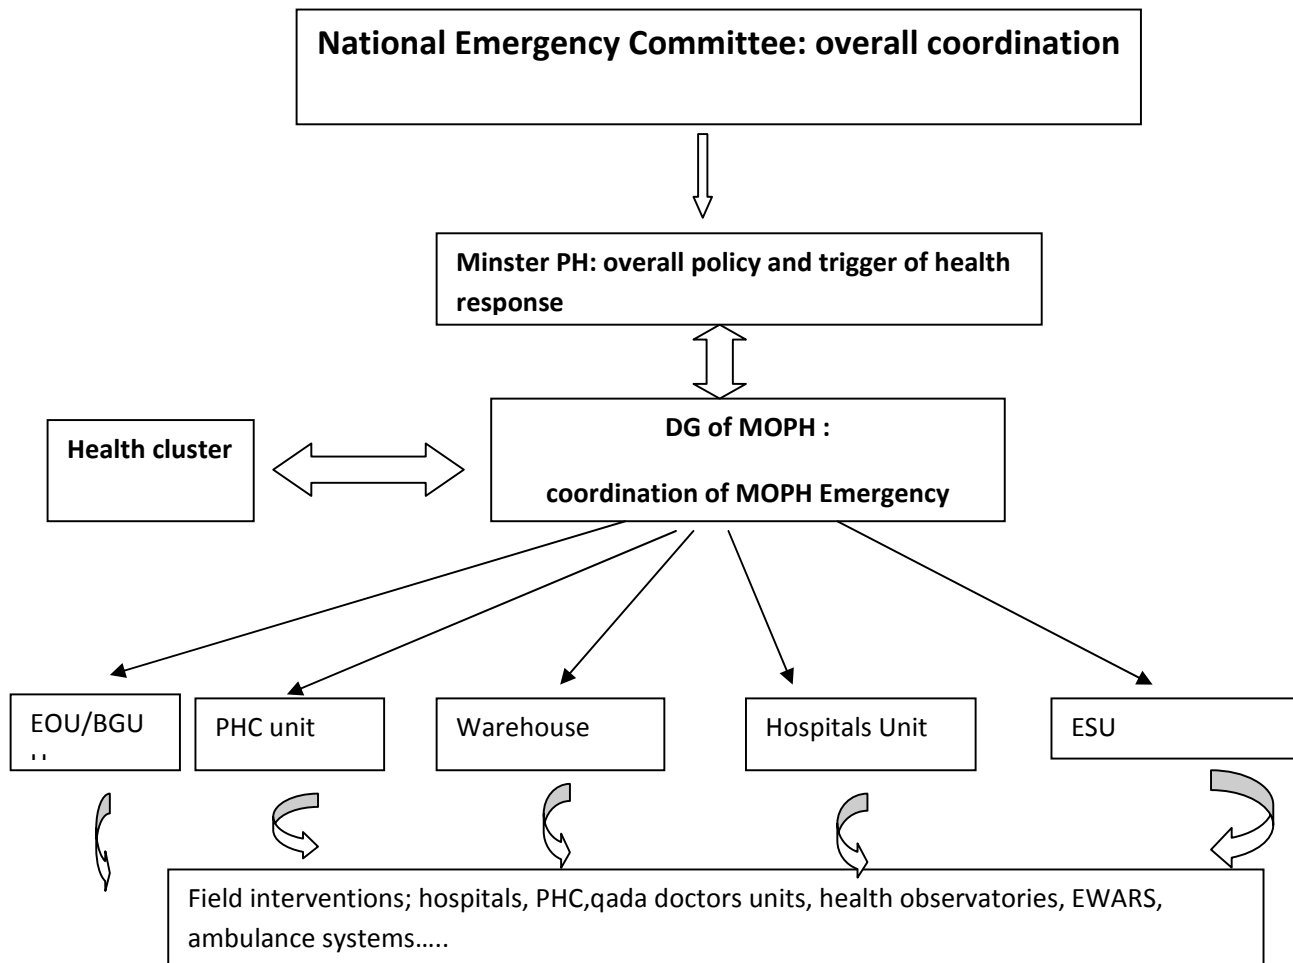 National Emergency Committee: overall coordination
Minster PH: overall policy and trigger of health
response
Health cluster
DG of MOPH :
coordination of MOPH Emergency
EOU/BGU
PHC unit
Warehouse
Hospitals Unit
ESU
Field interventions; hospitals, PHC,qada doctors units, health observatories, EWARS,
ambulance systems…..